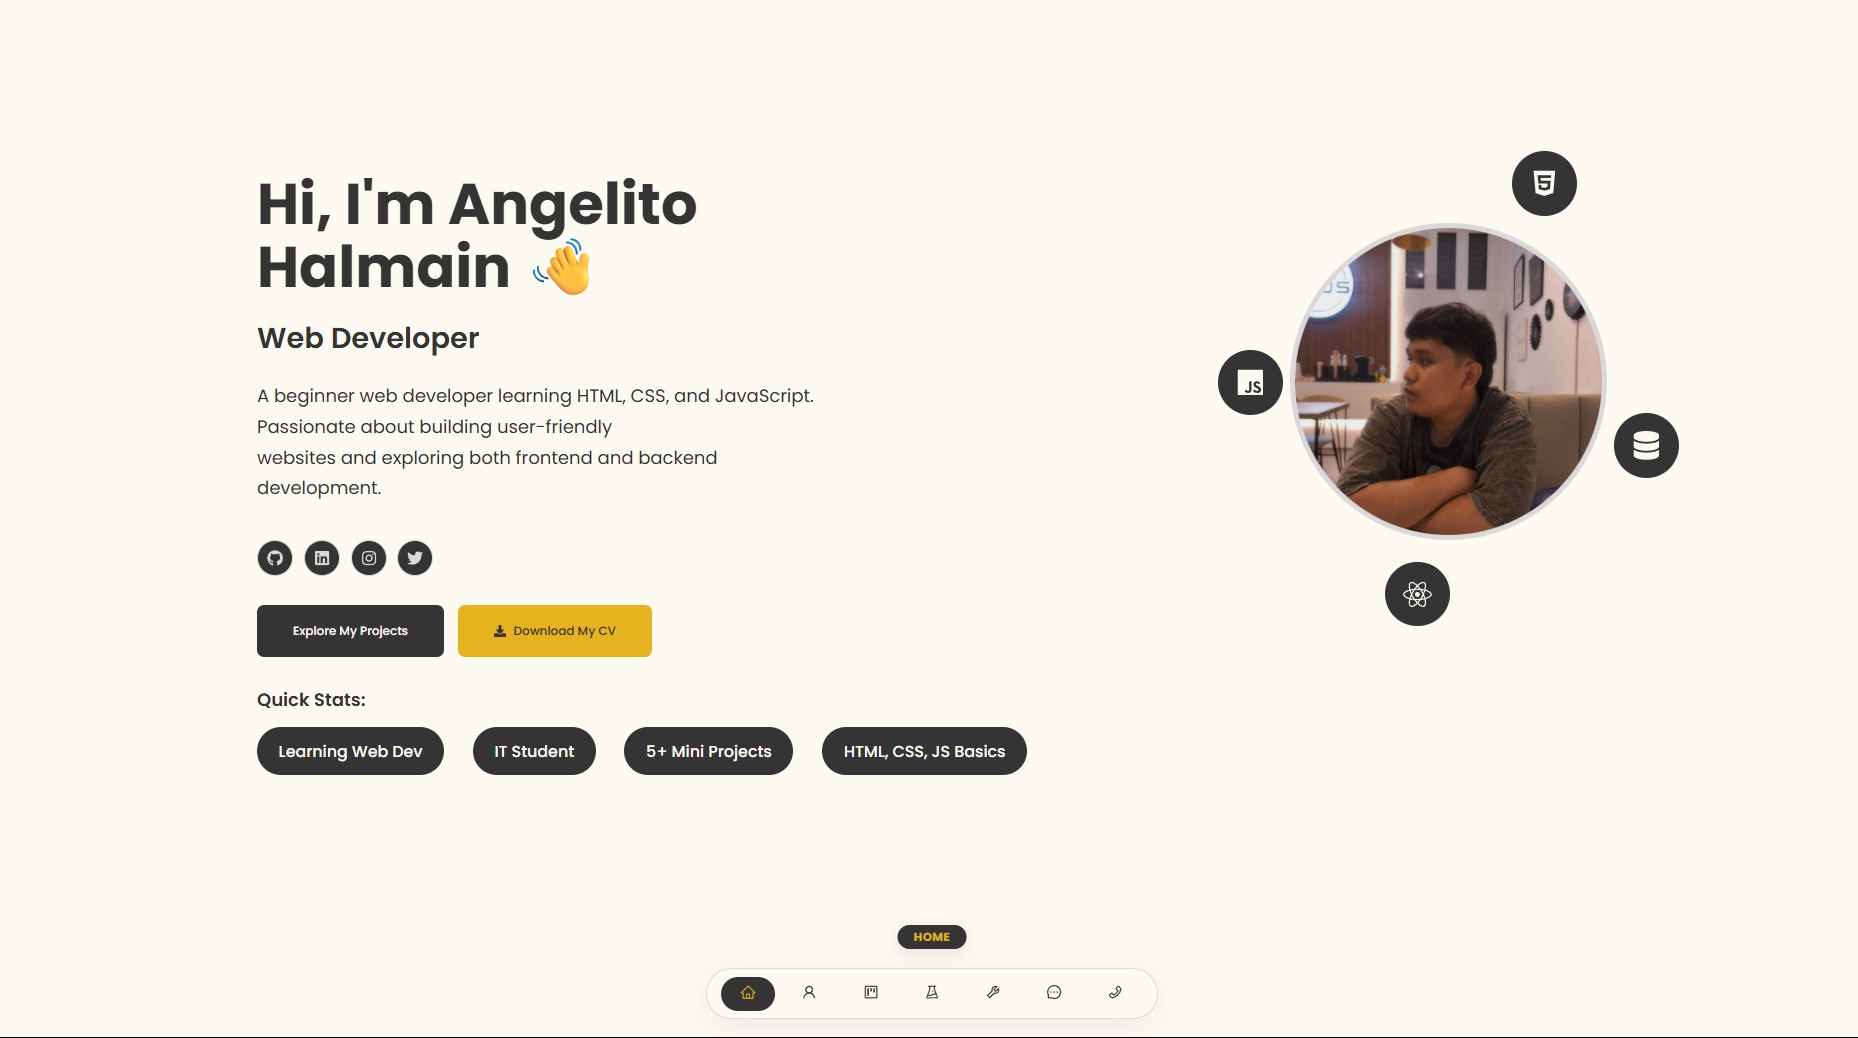 Hi, I'm Angelito
Halmain
Web Developer
A beginner web developer learning HTML, CSS, and JavaScript.
Passionate about building user-friendly
websites and exploring both frontend and backend
development.
Explore My Projects
Download My CV
Quick Stats:
Learning Web Dev
IT Student
5+ Mini Projects
HTML, CSS, JS Basics
5
JS
in
HOME